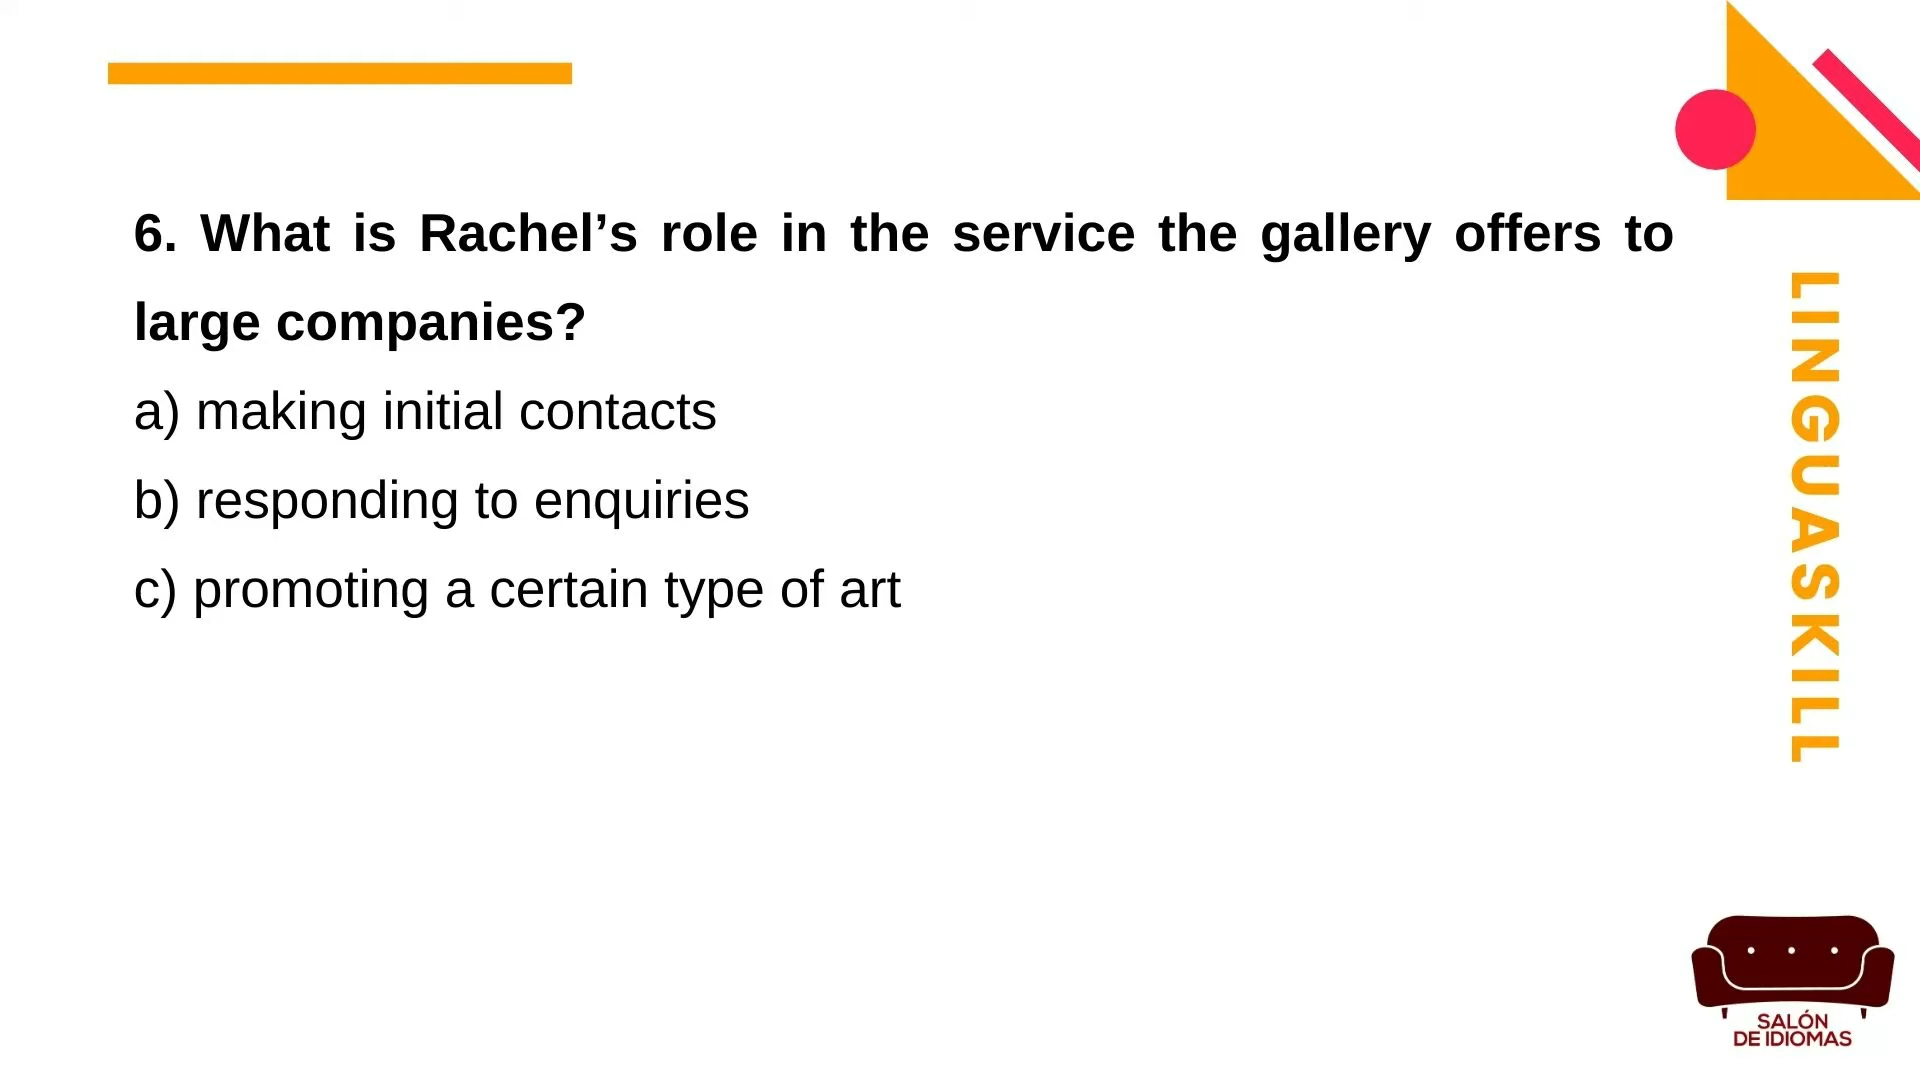 6. What is Rachel’s role in the service the gallery offers to
large companies?
a) making initial contacts
b) responding to enquiries
c) promoting a certain type of art
LINGUASKILL
SALÓN
DE IDIOMAS